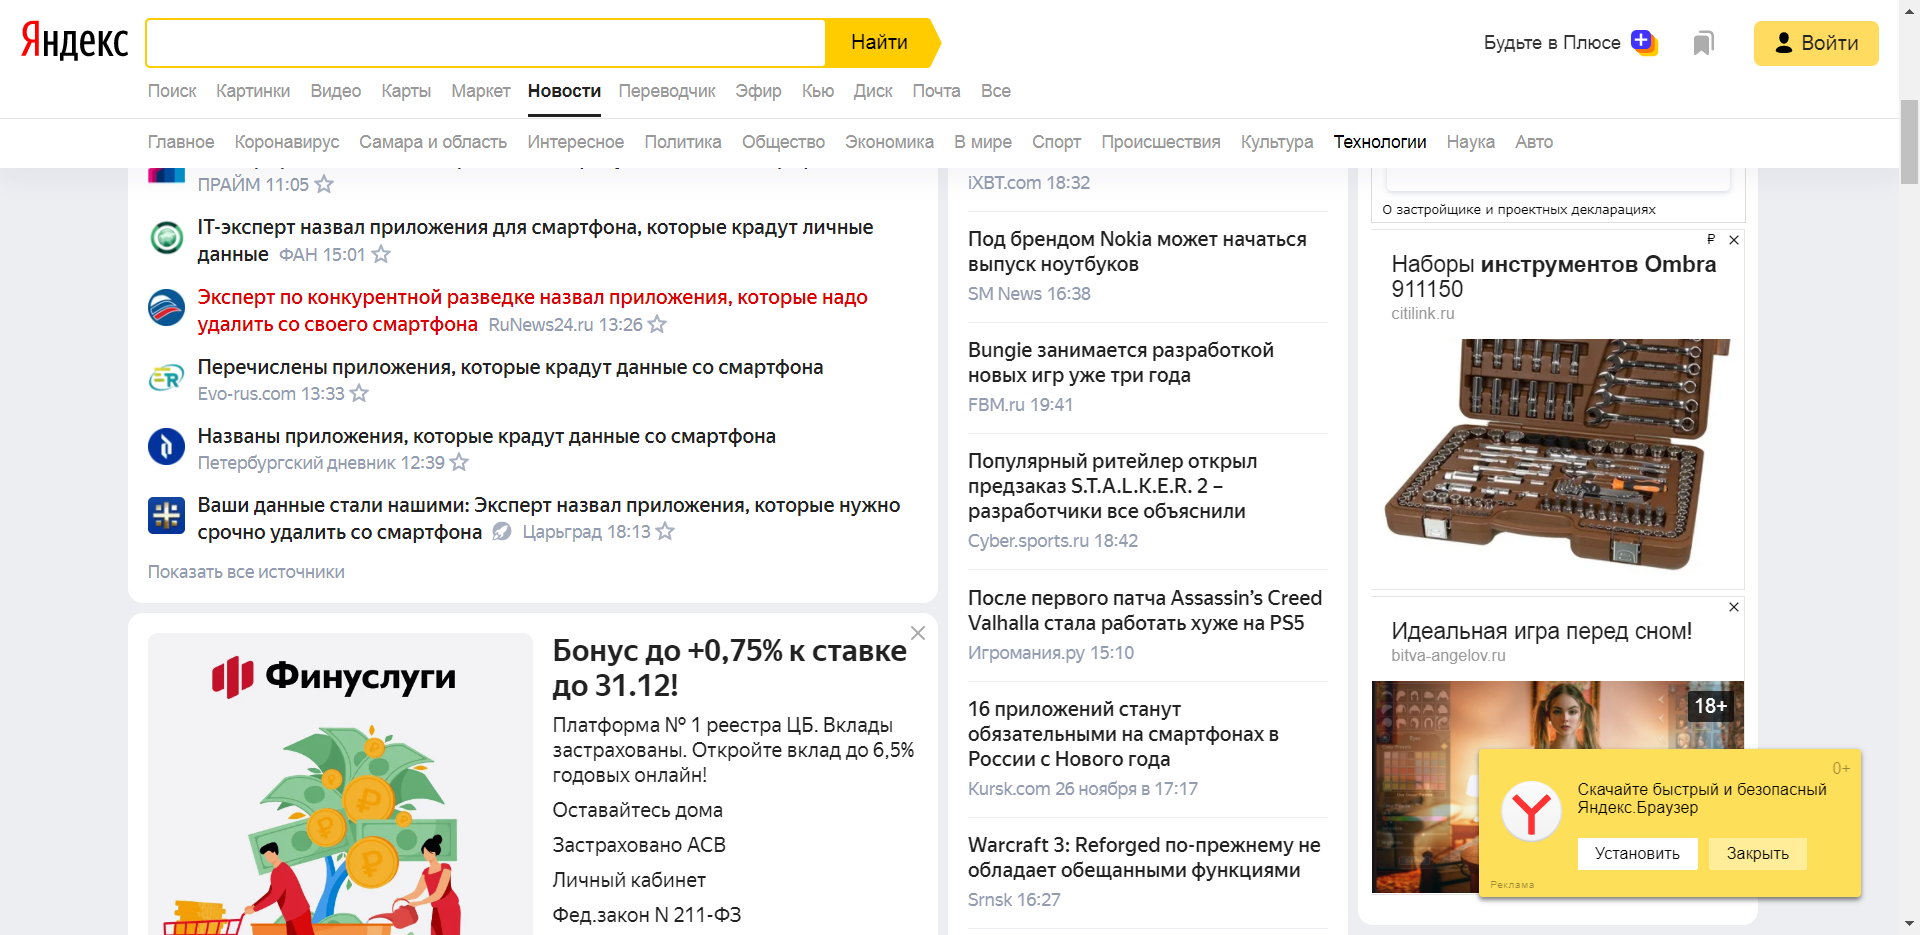 Яндекс
Найти
Будьте в Плюсе
Войти
Поиск Картинки Видео Карты Маркет Новости Переводчик Эфир Кью Диск Почта Все
Главное Коронавирус Самара и область Интересное Политика Общество Экономика В мире Спорт Происшествия Культура Технологии Наука Авто
ПРАЙМ 11:05
IT-эксперт назвал приложения для смартфона, которые крадут личные
данные ФАН 15:01
Эксперт по конкурентной разведке назвал приложения, которые надо
удалить со своего смартфона RuNews24.ru 13:26
Перечислены приложения, которые крадут данные со смартфона
Evo-rus.com 13:33
Названы приложения, которые крадут данные со смартфона
Петербургский дневник 12:39
Ваши данные стали нашими: Эксперт назвал приложения, которые нужно
срочно удалить со смартфона Царьград 18:13
Показать все источники
Финуслуги
Бонус до +0,75% к ставке
до 31.12!
Платформа № 1 реестра ЦБ. Вклады
застрахованы. Откройте вклад до 6,5%
годовых онлайн!
Оставайтесь дома
Застраховано АСВ
Личный кабинет
Фед.закон N 211-ФЗ
iXBT.com 18:32
Под брендом Nokia может начаться
выпуск ноутбуков
SM News 16:38
Bungie занимается разработкой
новых игр уже три года
FBM.ru 19:41
Популярный ритейлер открыл
предзаказ S.T.A.L.K.E.R. 2 –
разработчики все объяснили
Cyber.sports.ru 18:42
После первого патча Assassin’s Creed
Valhalla стала работать хуже на PS5
Игромания.ру 15:10
16 приложений станут
обязательными на смартфонах в
России с Нового года
Kursk.com 26 ноября в 17:17
Warcraft 3: Reforged по-прежнему не
обладает обещанными функциями
Srnsk 16:27
О застройщике и проектных декларациях
₽
Наборы инструментов Ombra
911150
citilink.ru
Идеальная игра перед сном!
bitva-angelov.ru
18+
0+
Скачайте быстрый и безопасный
Яндекс.Браузер
Установить Закрыть
Реклама